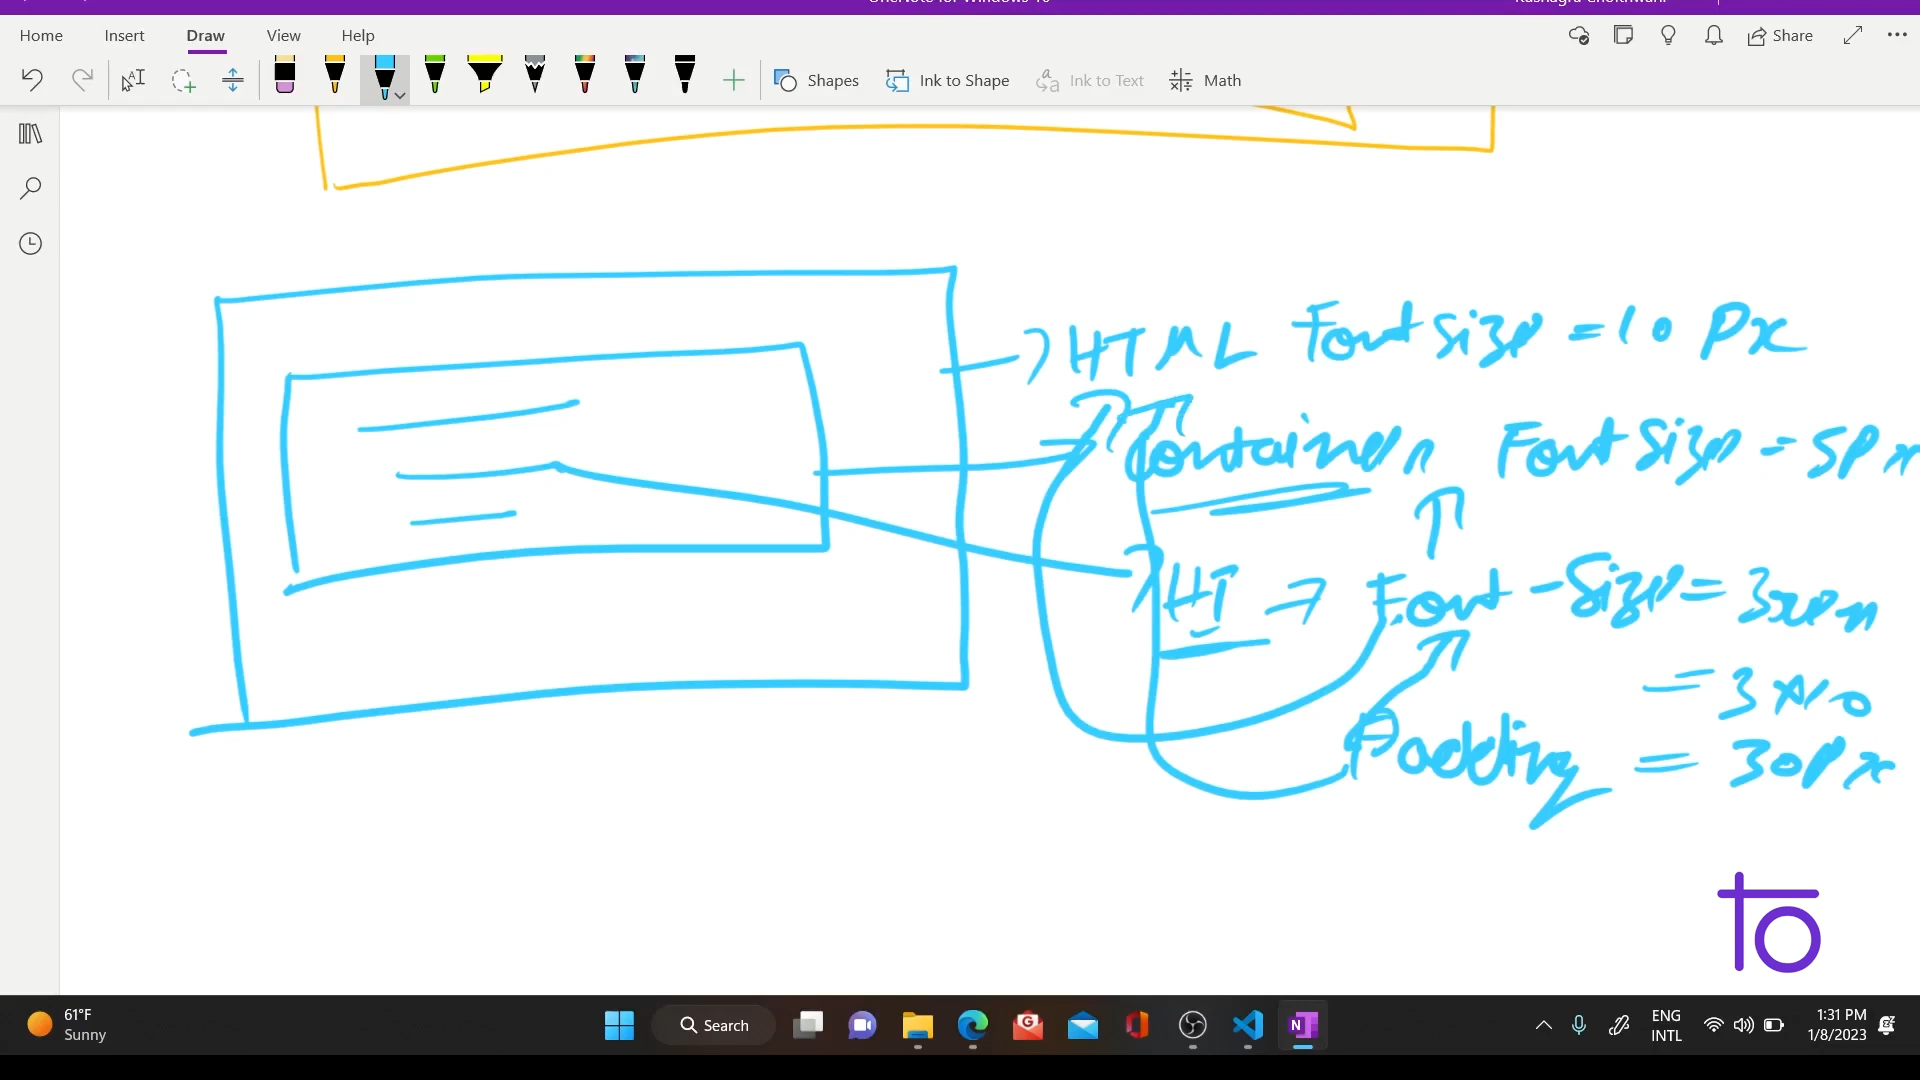 Home Insert Draw View Help Share
Shapes Ink to Shape Ink to Text Math
HTML Font size = 10 Px
Container Font Size = 5Px
H1 → Font - Size =
= 3 x 10
Padding = 30Px
to
61°F
Sunny
Search
ENG
INTL
1:31 PM
1/8/2023